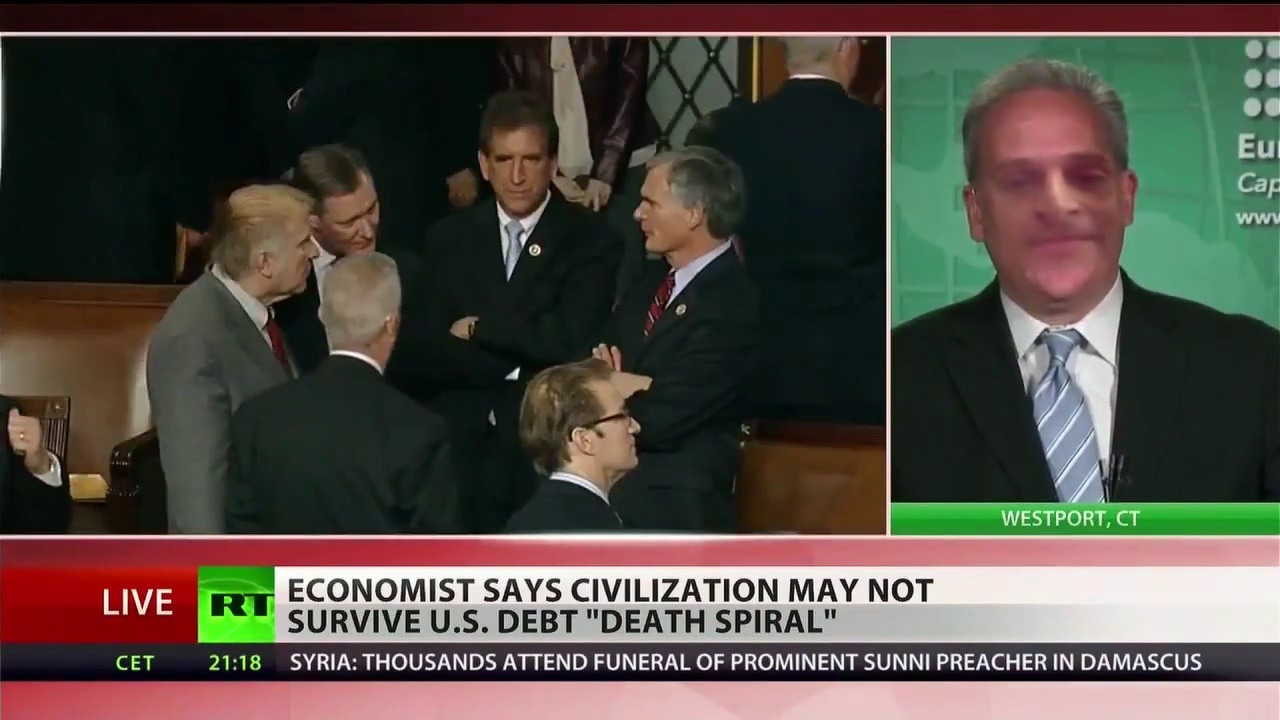 Eur
Cap
www
WESTPORT, CT
LIVE
RT
ECONOMIST SAYS CIVILIZATION MAY NOT
SURVIVE U.S. DEBT "DEATH SPIRAL"
CET 21:18 SYRIA: THOUSANDS ATTEND FUNERAL OF PROMINENT SUNNI PREACHER IN DAMASCUS